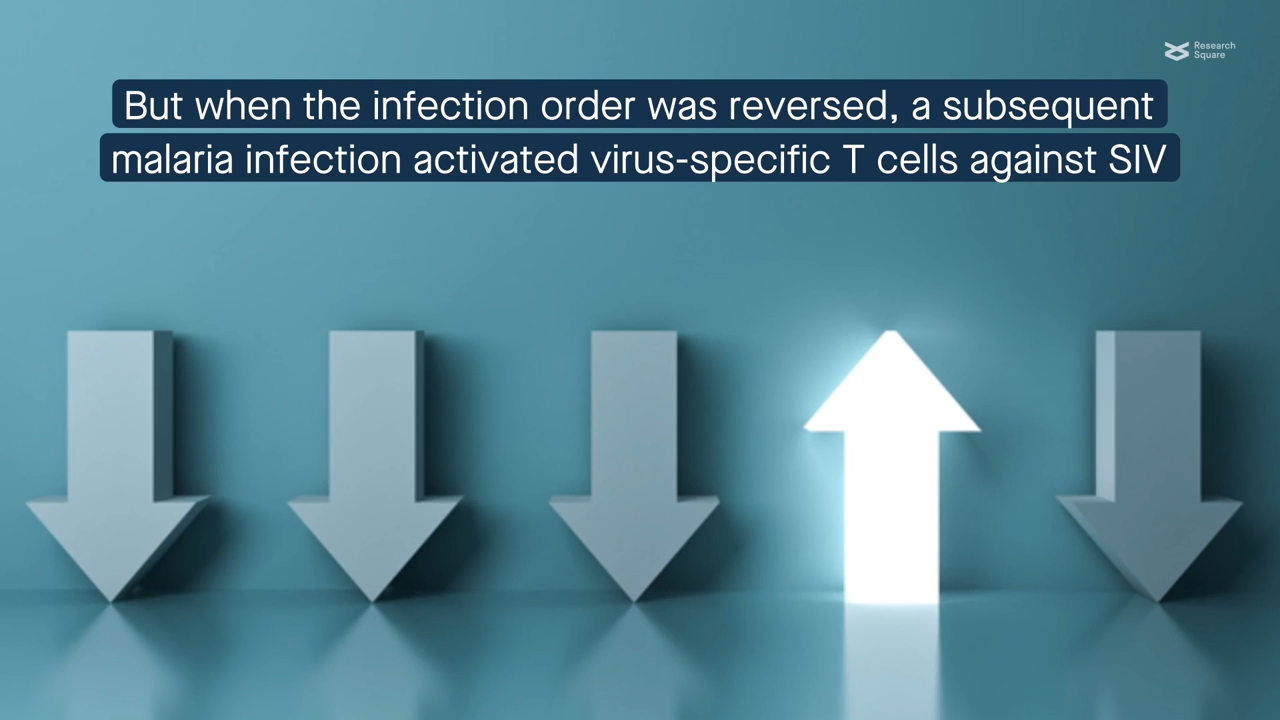 Research
Square
But when the infection order was reversed, a subsequent
malaria infection activated virus-specific T cells against SIV